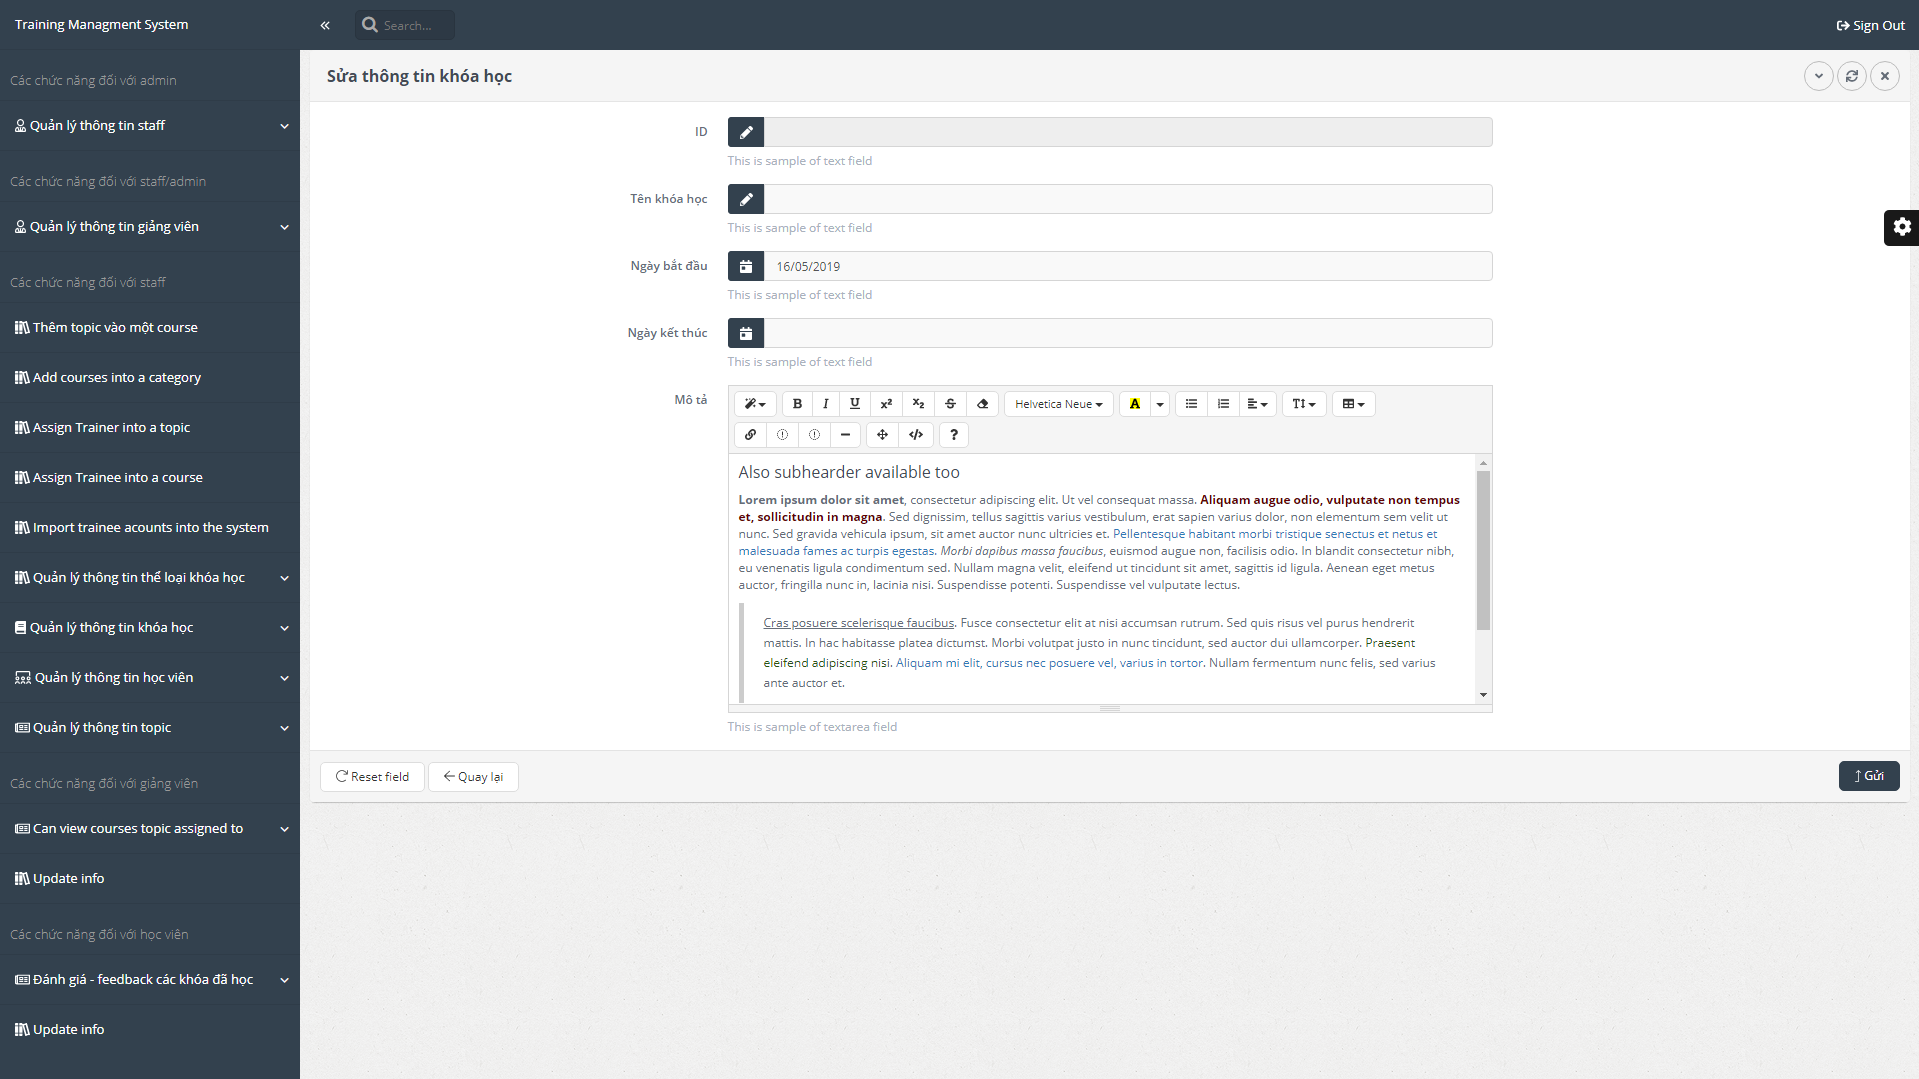 Training Managment System
«
Search...
Sign Out
Các chức năng đối với admin
Quản lý thông tin staff
Các chức năng đối với staff/admin
Quản lý thông tin giảng viên
Các chức năng đối với staff
Thêm topic vào một course
Add courses into a category
Assign Trainer into a topic
Assign Trainee into a course
Import trainee acounts into the system
Quản lý thông tin thể loại khóa học
Quản lý thông tin khóa học
Quản lý thông tin học viên
Quản lý thông tin topic
Các chức năng đối với giảng viên
Can view courses topic assigned to
Update info
Các chức năng đối với học viên
Đánh giá - feedback các khóa đã học
Update info
Sửa thông tin khóa học
ID
This is sample of text field
Tên khóa học
This is sample of text field
Ngày bắt đầu
16/05/2019
This is sample of text field
Ngày kết thúc
This is sample of text field
Mô tả
B I U x² x₂ S Helvetica Neue A
?
Also subhearder available too
Lorem ipsum dolor sit amet, consectetur adipiscing elit. Ut vel consequat massa. Aliquam augue odio, vulputate non tempus
et, sollicitudin in magna. Sed dignissim, tellus sagittis varius vestibulum, erat sapien varius dolor, non elementum sem velit ut
nunc. Sed gravida vehicula ipsum, sit amet auctor nunc ultricies et. Pellentesque habitant morbi tristique senectus et netus et
malesuada fames ac turpis egestas. Morbi dapibus massa faucibus, euismod augue non, facilisis odio. In blandit consectetur nibh,
eu venenatis ligula condimentum sed. Nullam magna velit, eleifend ut tincidunt sit amet, sagittis id ligula. Aenean eget metus
auctor, fringilla nunc in, lacinia nisi. Suspendisse potenti. Suspendisse vel vulputate lectus.
Cras posuere scelerisque faucibus. Fusce consectetur elit at nisi accumsan rutrum. Sed quis risus vel purus hendrerit
mattis. In hac habitasse platea dictumst. Morbi volutpat justo in nunc tincidunt, sed auctor dui ullamcorper. Praesent
eleifend adipiscing nisi. Aliquam mi elit, cursus nec posuere vel, varius in tortor. Nullam fermentum nunc felis, sed varius
ante auctor et.
This is sample of textarea field
Reset field
Quay lại
Gửi